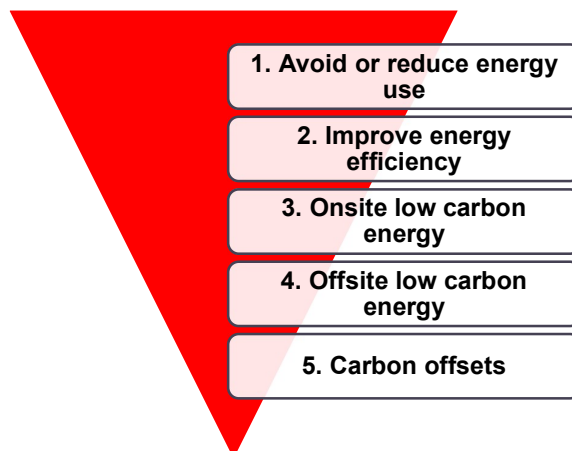 1. Avoid or reduce energy
use
2. Improve energy
efficiency
3. Onsite low carbon
energy
4. Offsite low carbon
energy
5. Carbon offsets